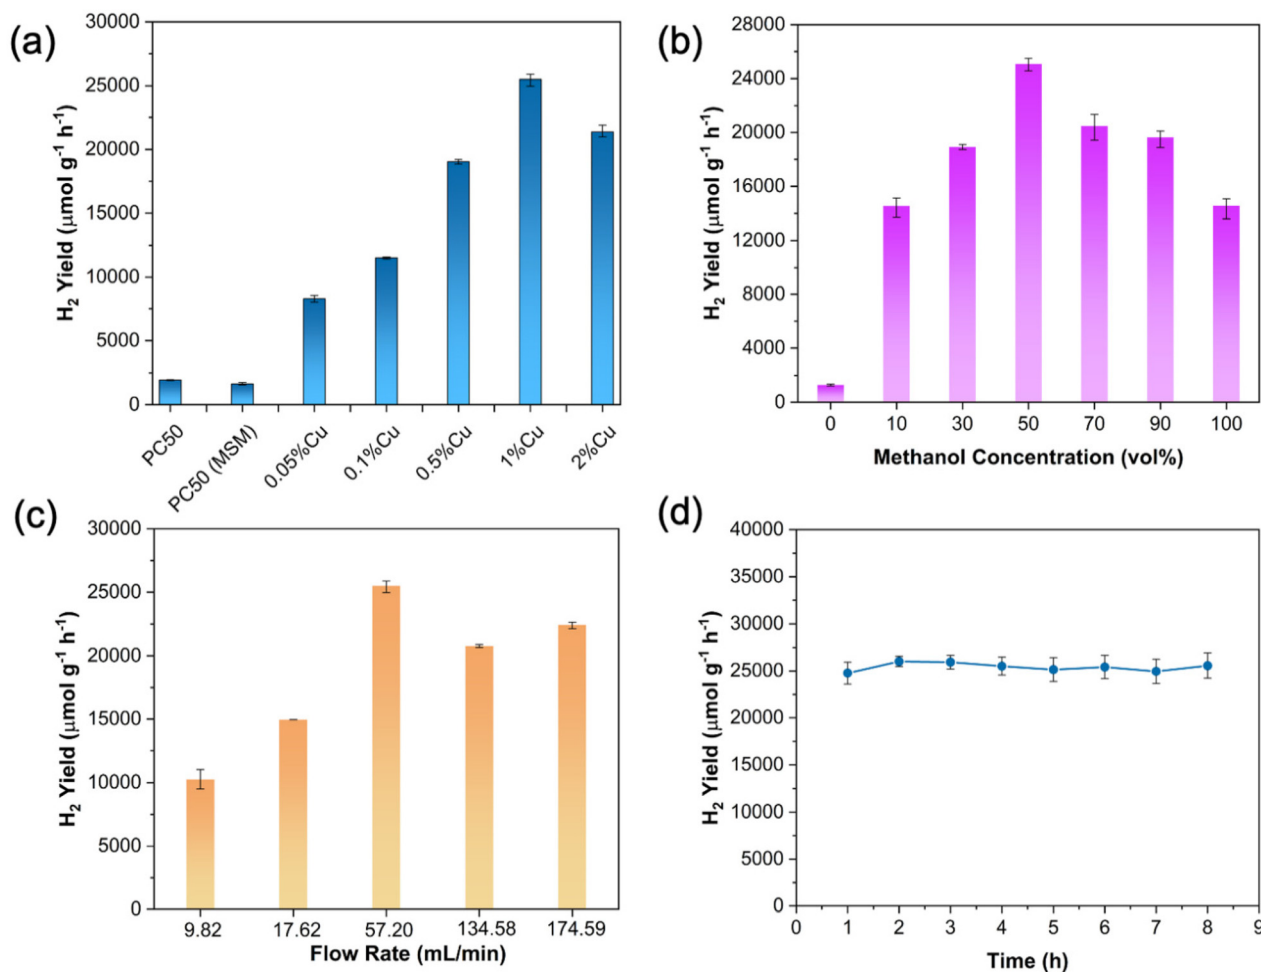 (a)
H₂ Yield (μmol g⁻¹ h⁻¹)
30000
25000
20000
15000
10000
5000
0
PC50
PC50 (MSM)
0.05%Cu
0.1%Cu
0.5%Cu
1%Cu
2%Cu
(b)
H₂ Yield (μmol g⁻¹ h⁻¹)
28000
24000
20000
16000
12000
8000
4000
0
0 10 30 50 70 90 100
Methanol Concentration (vol%)
(c)
H₂ Yield (μmol g⁻¹ h⁻¹)
30000
25000
20000
15000
10000
5000
0
9.82 17.62 57.20 134.58 174.59
Flow Rate (mL/min)
(d)
H₂ Yield (μmol g⁻¹ h⁻¹)
40000
35000
30000
25000
20000
15000
10000
5000
0
0 1 2 3 4 5 6 7 8 9
Time (h)